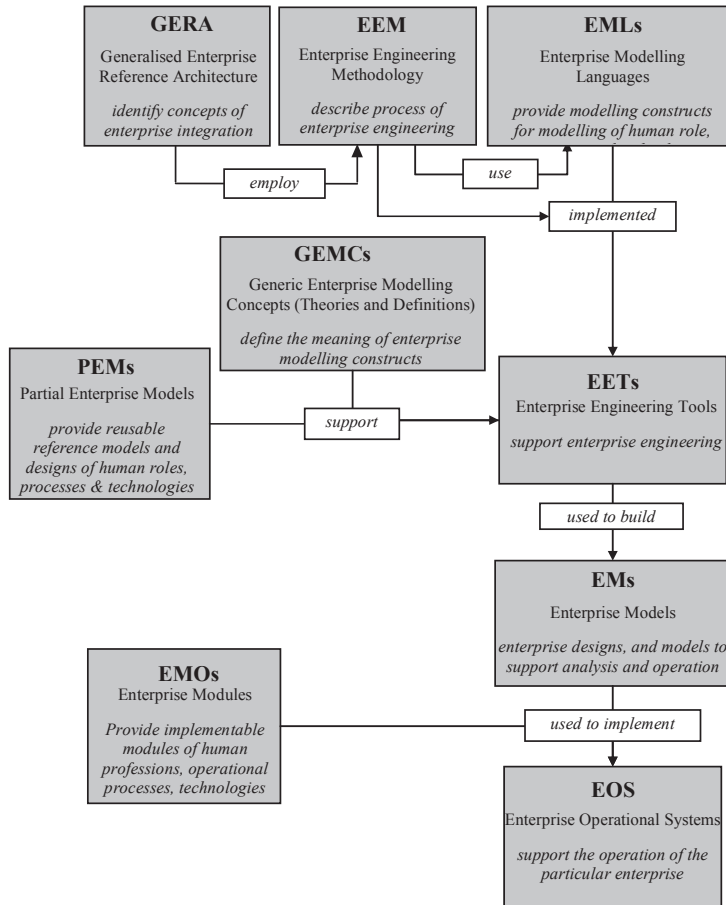 GERA
Generalised Enterprise
Reference Architecture
identify concepts of
enterprise integration
EEM
Enterprise Engineering
Methodology
describe process of
enterprise engineering
EMLs
Enterprise Modelling
Languages
provide modelling constructs
for modelling of human role,
employ
use
implemented
GEMCs
Generic Enterprise Modelling
Concepts (Theories and Definitions)
define the meaning of enterprise
modelling constructs
PEMs
Partial Enterprise Models
provide reusable
reference models and
designs of human roles,
processes & technologies
support
EETs
Enterprise Engineering Tools
support enterprise engineering
used to build
EMs
Enterprise Models
enterprise designs, and models to
support analysis and operation
EMOs
Enterprise Modules
Provide implementable
modules of human
professions, operational
processes, technologies
used to implement
EOS
Enterprise Operational Systems
support the operation of the
particular enterprise